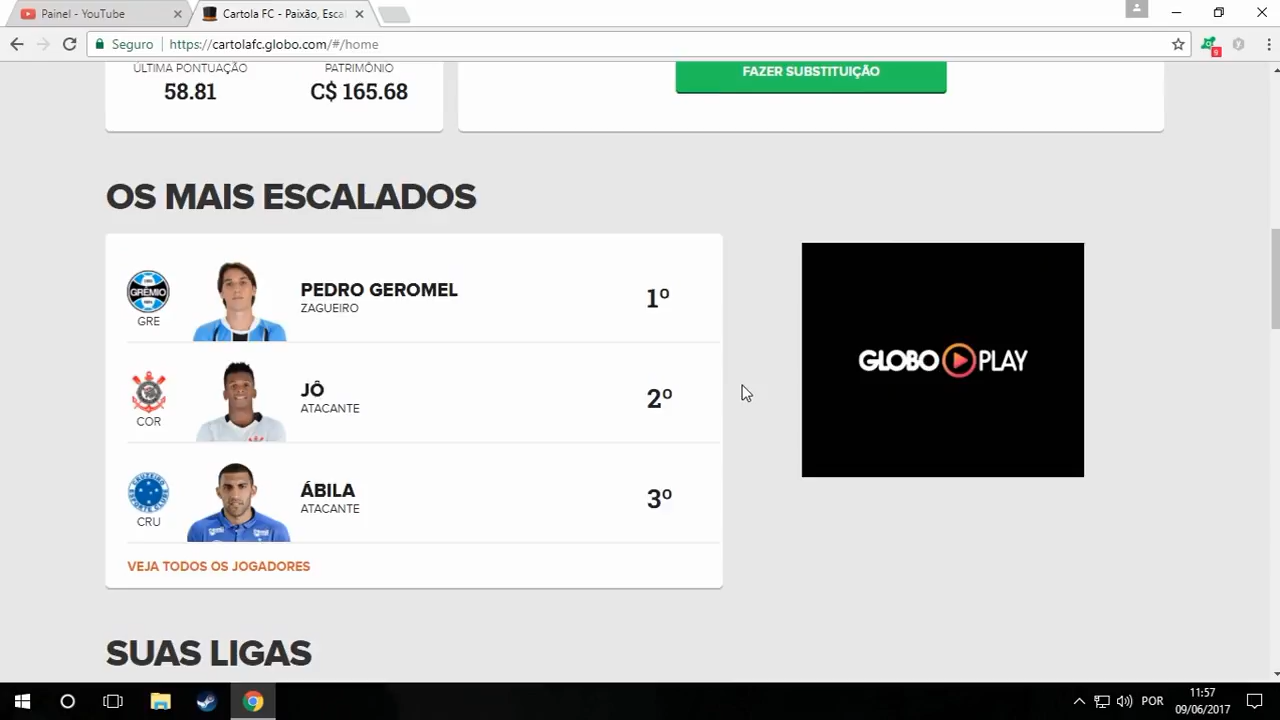 Painel - YouTube
Cartola FC - Paixão, Escal
Seguro
https://cartolafc.globo.com/#/home
9
ÚLTIMA PONTUAÇÃO
PATRIMÔNIO
58.81
C$ 165.68
FAZER SUBSTITUIÇÃO
OS MAIS ESCALADOS
GRÊMIO
GRE
PEDRO GEROMEL
ZAGUEIRO
1º
COR
JÔ
ATACANTE
2º
CRU
ÁBILA
ATACANTE
3º
GLOBO PLAY
VEJA TODOS OS JOGADORES
SUAS LIGAS
POR
11:57
09/06/2017